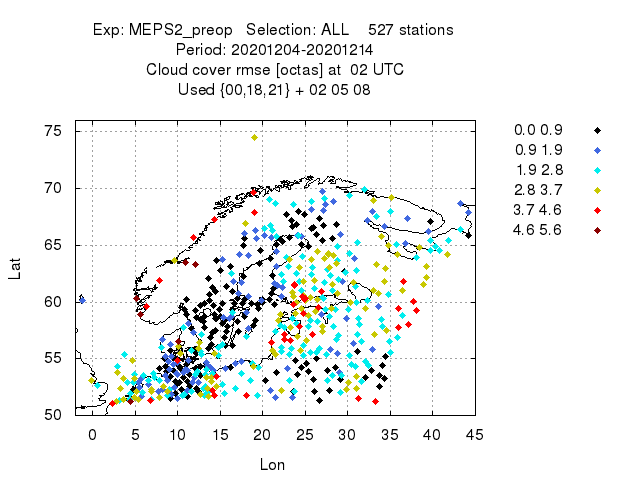 Exp: MEPS2_preop Selection: ALL 527 stations
Period: 20201204-20201214
Cloud cover rmse [octas] at 02 UTC
Used {00,18,21} + 02 05 08
75
70
65
60
55
50
Lat
0 5 10 15 20 25 30 35 40 45
Lon
0.0 0.9
0.9 1.9
1.9 2.8
2.8 3.7
3.7 4.6
4.6 5.6